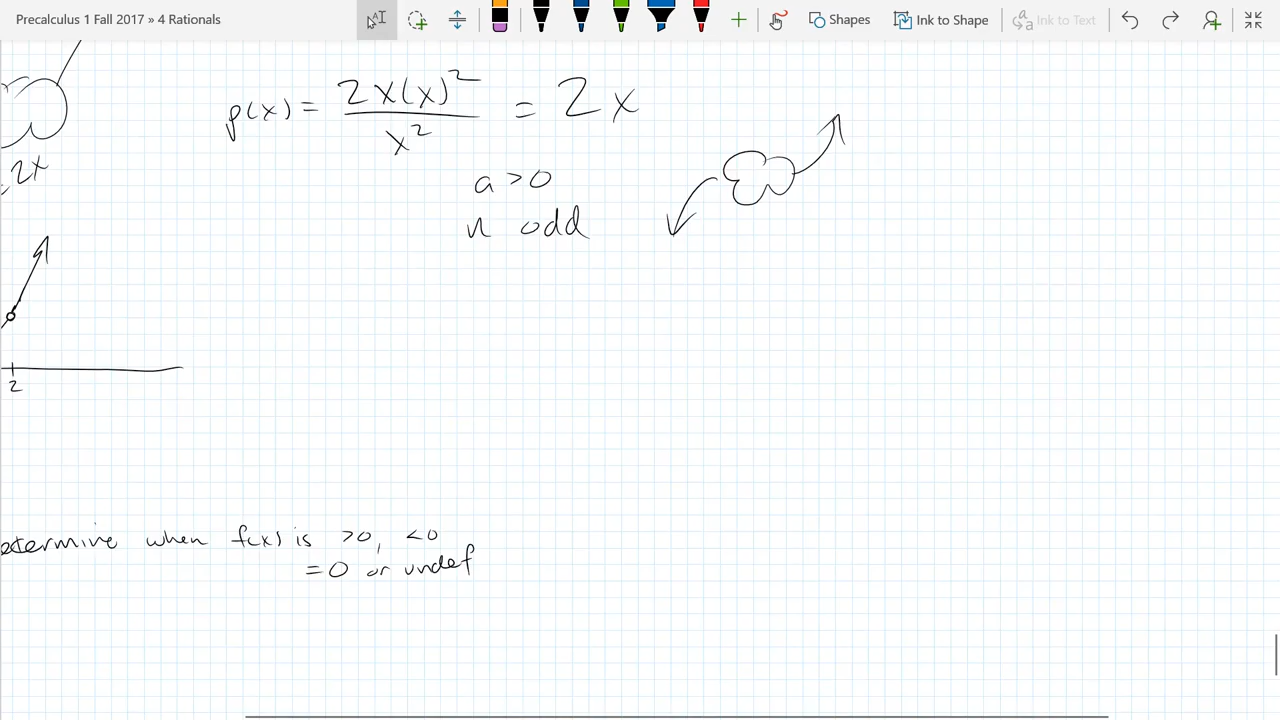 Precalculus 1 Fall 2017 » 4 Rationals
Shapes
Ink to Shape
Ink to Text
p(x) = 2x(x)² / x² = 2x
2x
a > 0
n odd
2
etermine when f(x) is >0, <0
=0 or undef